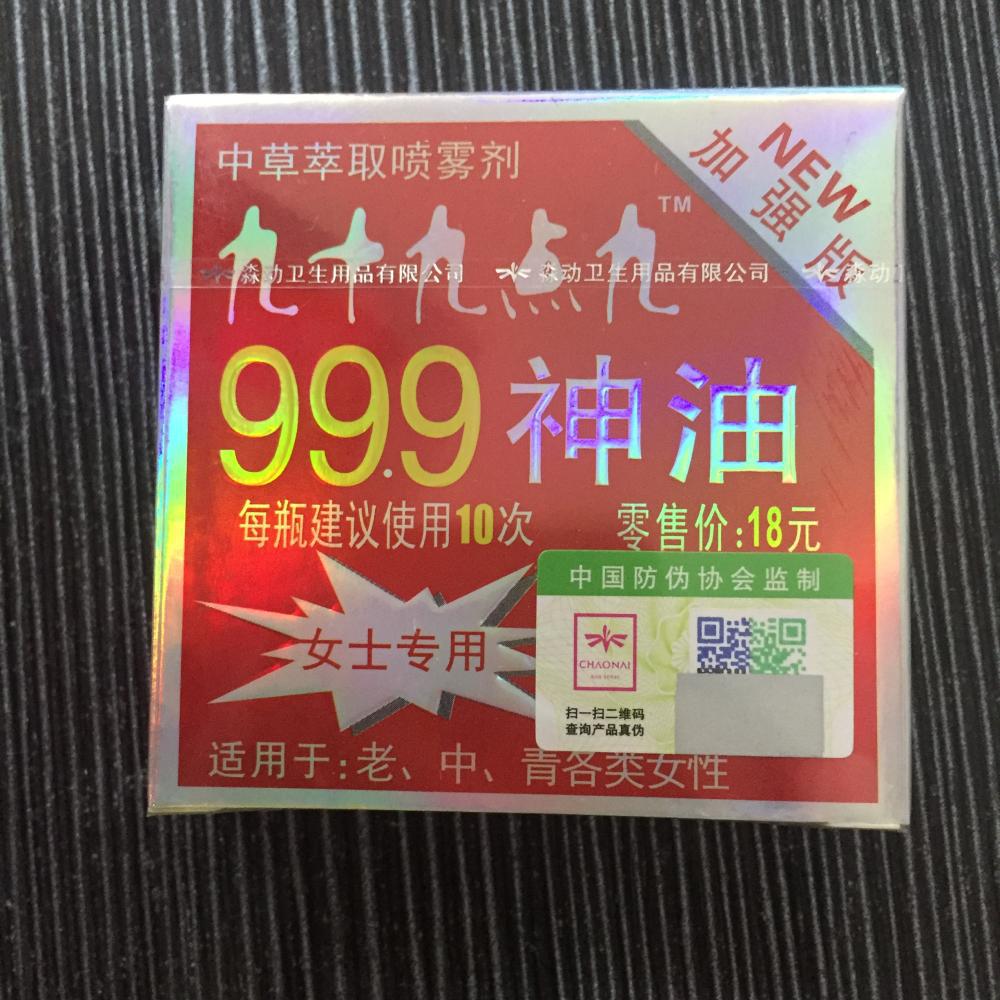 中草萃取喷雾剂
NEW
加强版
九十九点九™
森动卫生用品有限公司 森动卫生用品有限公司 森动
99.9神油
每瓶建议使用10次 零售价:18元
中国防伪协会监制
女士专用
CHAONAI
扫一扫二维码
查询产品真伪
适用于:老、中、青各类女性